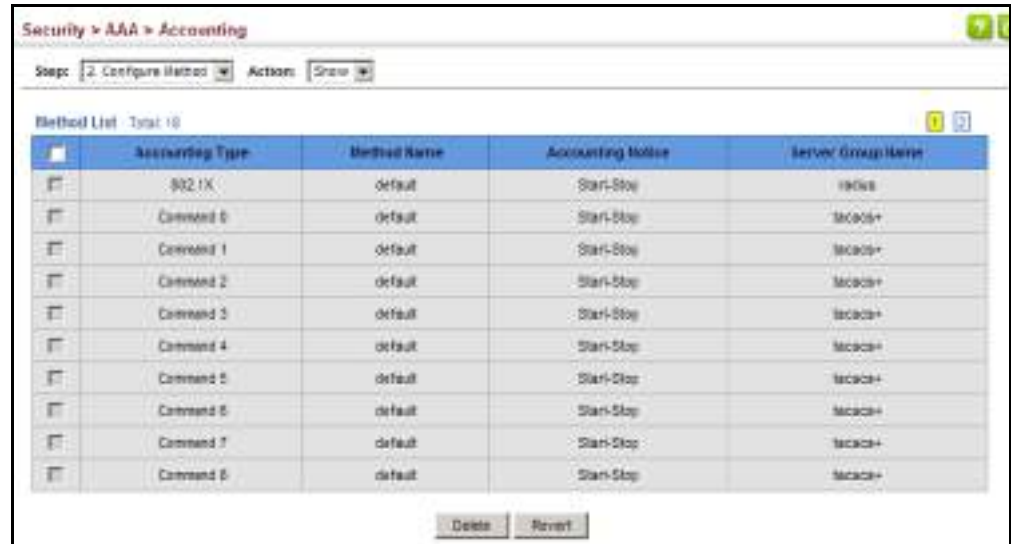 Security > AAA > Accounting
Step: 2. Configure Method Action: Show
Method List Total: 18 1 2
Accounting Type Method Name Accounting Notice Server Group Name
802.1X default Start-Stop radius
Command 0 default Start-Stop tacacs+
Command 1 default Start-Stop tacacs+
Command 2 default Start-Stop tacacs+
Command 3 default Start-Stop tacacs+
Command 4 default Start-Stop tacacs+
Command 5 default Start-Stop tacacs+
Command 6 default Start-Stop tacacs+
Command 7 default Start-Stop tacacs+
Command 8 default Start-Stop tacacs+
Delete Revert